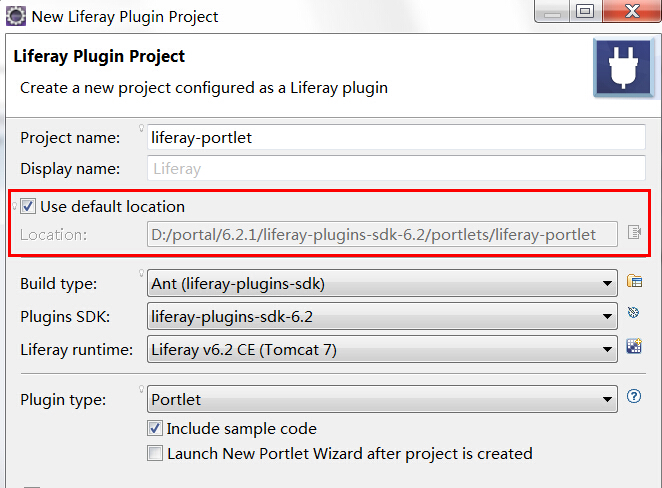 New Liferay Plugin Project
Liferay Plugin Project
Create a new project configured as a Liferay plugin
Project name: liferay-portlet
Display name: Liferay
Use default location
Location: D:/portal/6.2.1/liferay-plugins-sdk-6.2/portlets/liferay-portlet
Build type: Ant (liferay-plugins-sdk)
Plugins SDK: liferay-plugins-sdk-6.2
Liferay runtime: Liferay v6.2 CE (Tomcat 7)
Plugin type: Portlet
Include sample code
Launch New Portlet Wizard after project is created